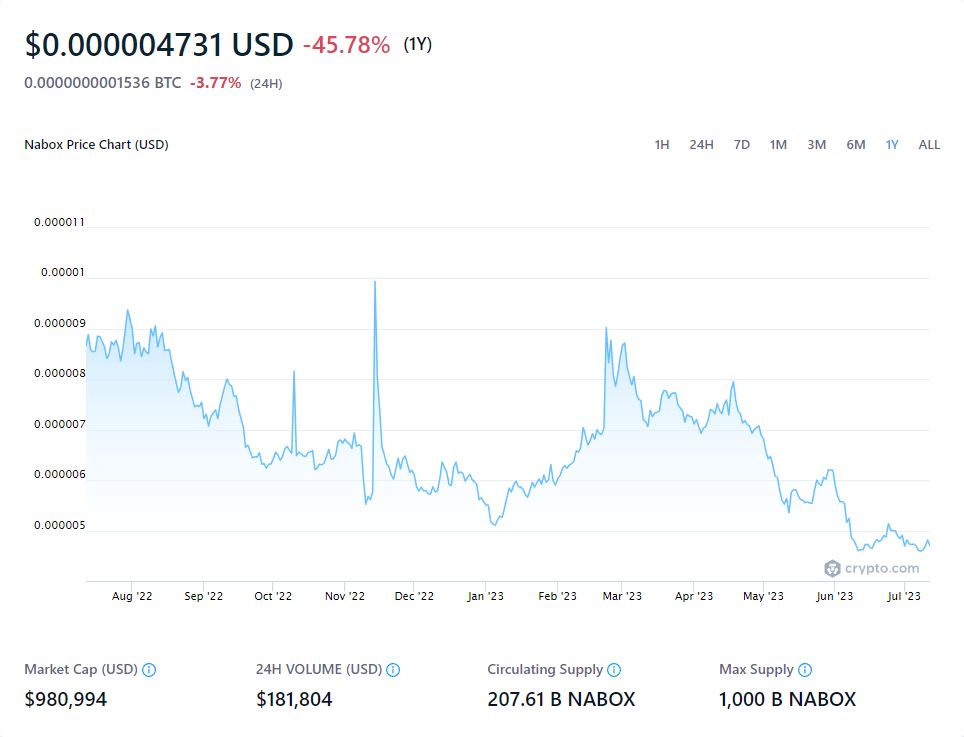 $0.000004731 USD -45.78% (1Y)
0.0000000001536 BTC -3.77% (24H)
Nabox Price Chart (USD) 1H 24H 7D 1M 3M 6M 1Y ALL
0.000011
0.00001
0.000009
0.000008
0.000007
0.000006
0.000005
crypto.com
Aug '22 Sep '22 Oct '22 Nov '22 Dec '22 Jan '23 Feb '23 Mar '23 Apr '23 May '23 Jun '23 Jul '23
Market Cap (USD) 24H VOLUME (USD) Circulating Supply Max Supply
$980,994 $181,804 207.61 B NABOX 1,000 B NABOX